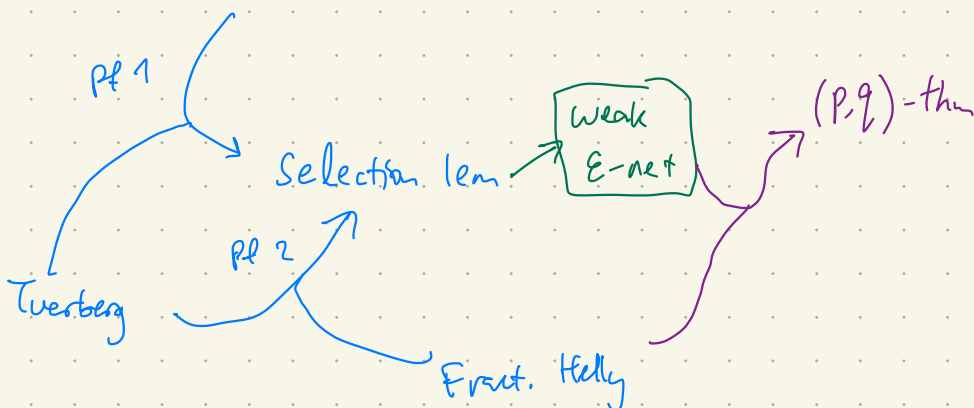 pf 1
(p,q)-thm
weak
ε-net
Selection lem
pf 2
Tverberg
Fract. Helly